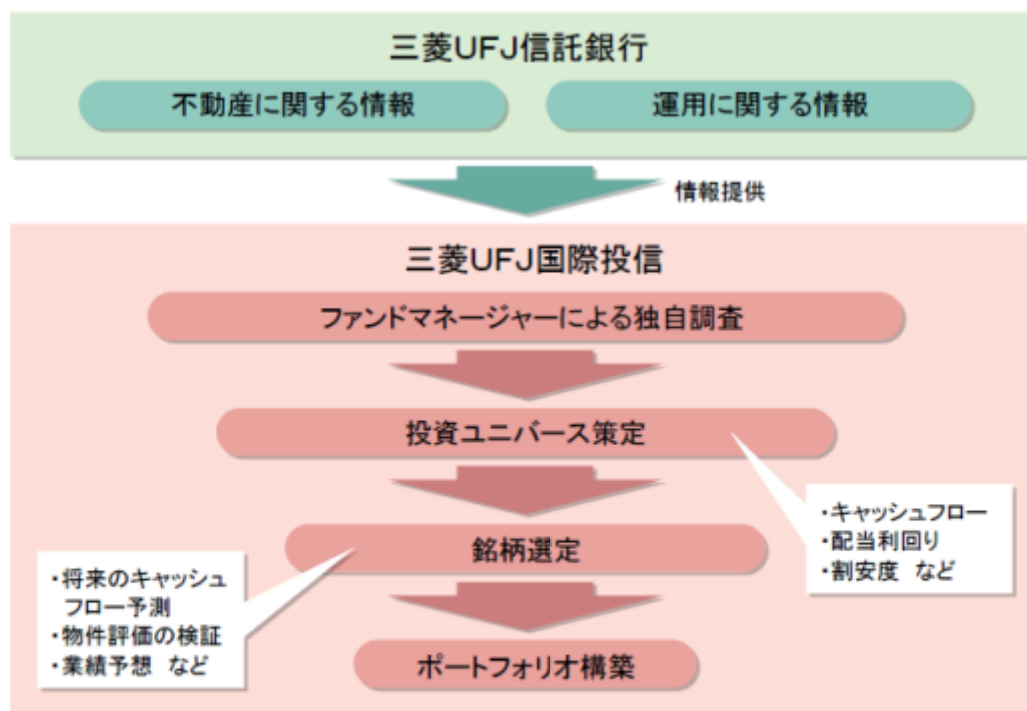 三菱UFJ信託銀行
不動産に関する情報
運用に関する情報
情報提供
三菱UFJ国際投信
ファンドマネージャーによる独自調査
投資ユニバース策定
・キャッシュフロー
・配当利回り
・割安度 など
銘柄選定
・将来のキャッシュ
フロー予測
・物件評価の検証
・業績予想 など
ポートフォリオ構築